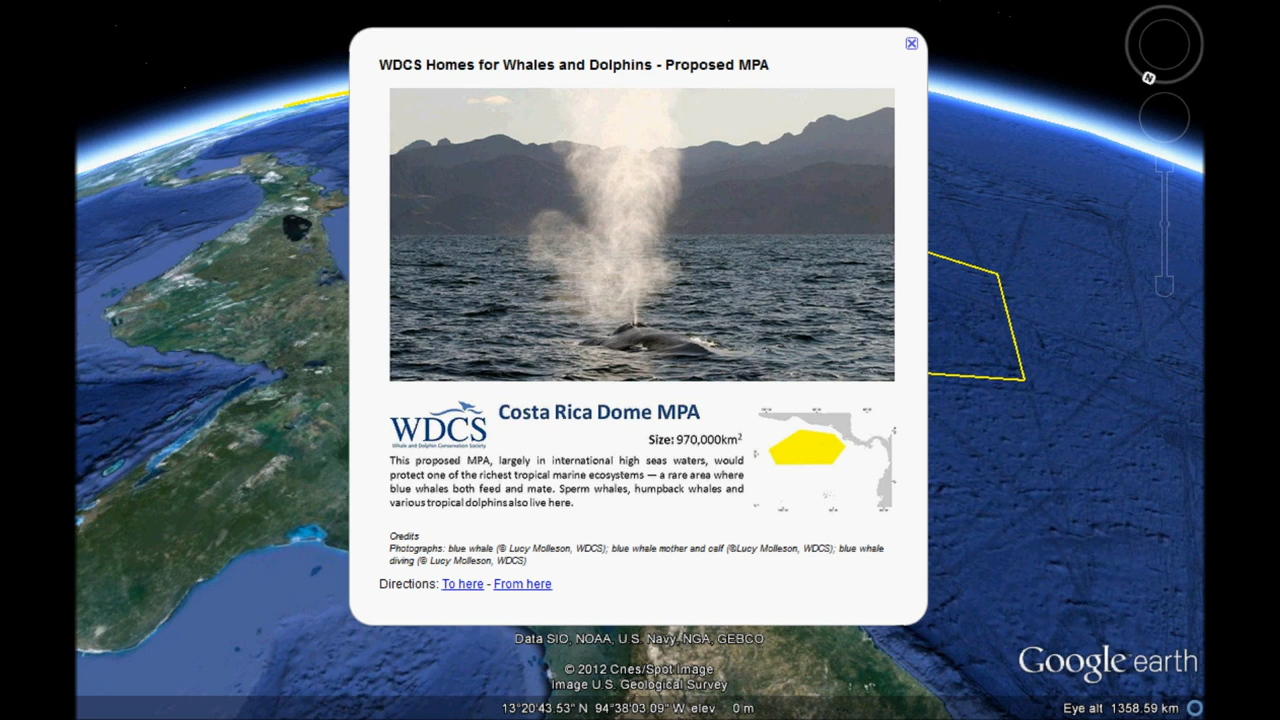 WDCS Homes for Whales and Dolphins - Proposed MPA
N
WDCS
Whale and Dolphin Conservation Society
Costa Rica Dome MPA
Size: 970,000km²
This proposed MPA, largely in international high seas waters, would
protect one of the richest tropical marine ecosystems — a rare area where
blue whales both feed and mate. Sperm whales, humpback whales and
various tropical dolphins also live here.
Credits
Photographs: blue whale (© Lucy Molleson, WDCS); blue whale mother and calf (©Lucy Molleson, WDCS); blue whale
diving (© Lucy Molleson, WDCS)
Directions: To here - From here
Data SIO, NOAA, U.S. Navy, NGA, GEBCO
© 2012 Cnes/Spot Image
Image U.S. Geological Survey
Google earth
13°20'43.53" N 94°38'03.09" W elev 0 m
Eye alt 1358.59 km